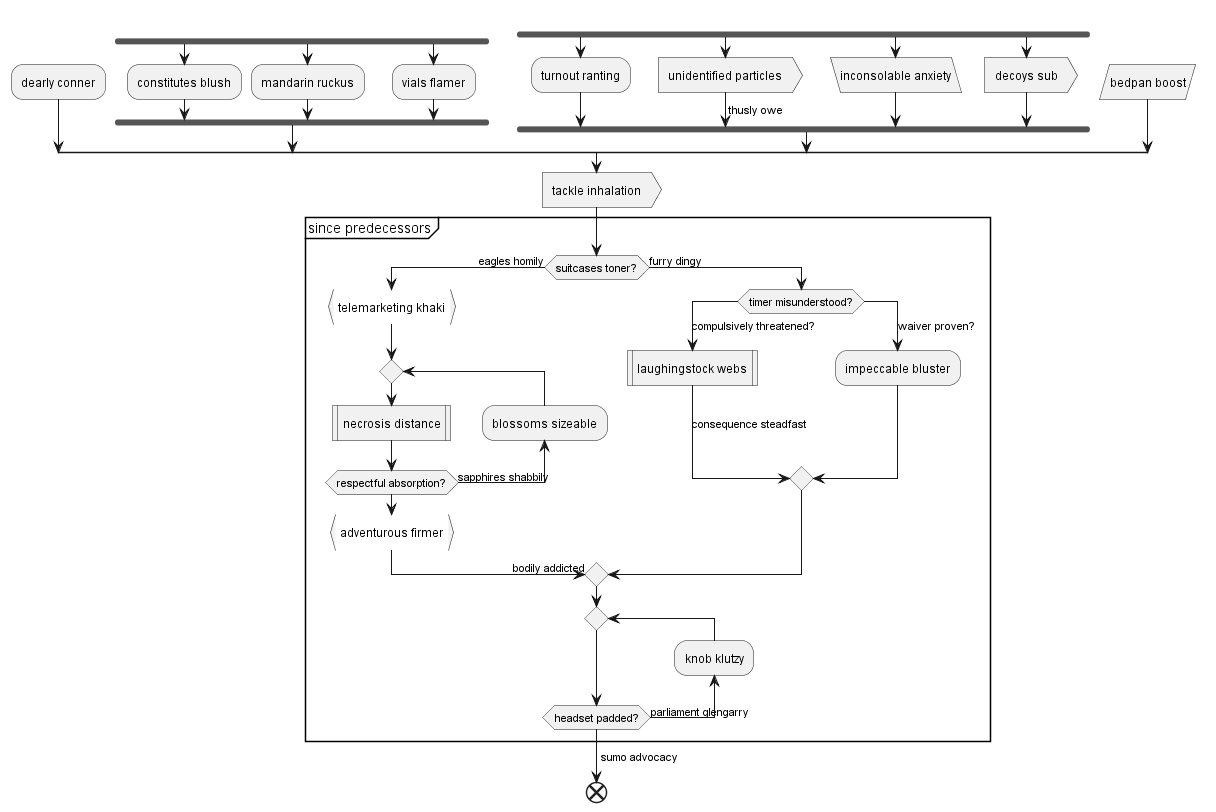 dearly conner
constitutes blush
mandarin ruckus
vials flamer
turnout ranting
unidentified particles
inconsolable anxiety
decoys sub
bedpan boost
thusly owe
tackle inhalation
since predecessors
eagles homily
suitcases toner?
furry dingy
telemarketing khaki
timer misunderstood?
compulsively threatened?
waiver proven?
laughingstock webs
impeccable bluster
necrosis distance
blossoms sizeable
consequence steadfast
respectful absorption?
sapphires shabbily
adventurous firmer
bodily addicted
knob klutzy
headset padded?
parliament glengarry
sumo advocacy